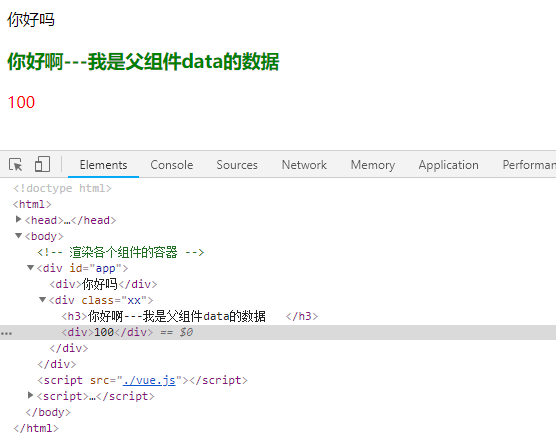 你好吗
你好啊---我是父组件data的数据
100
Elements Console Sources Network Memory Application Performan
<!doctype html>
<html>
<head>…</head>
<body>
<!-- 渲染各个组件的容器 -->
<div id="app">
<div>你好吗</div>
<div class="xx">
<h3>你好啊---我是父组件data的数据 </h3>
<div>100</div> == $0
</div>
</div>
<script src="./vue.js"></script>
<script>…</script>
</body>
</html>